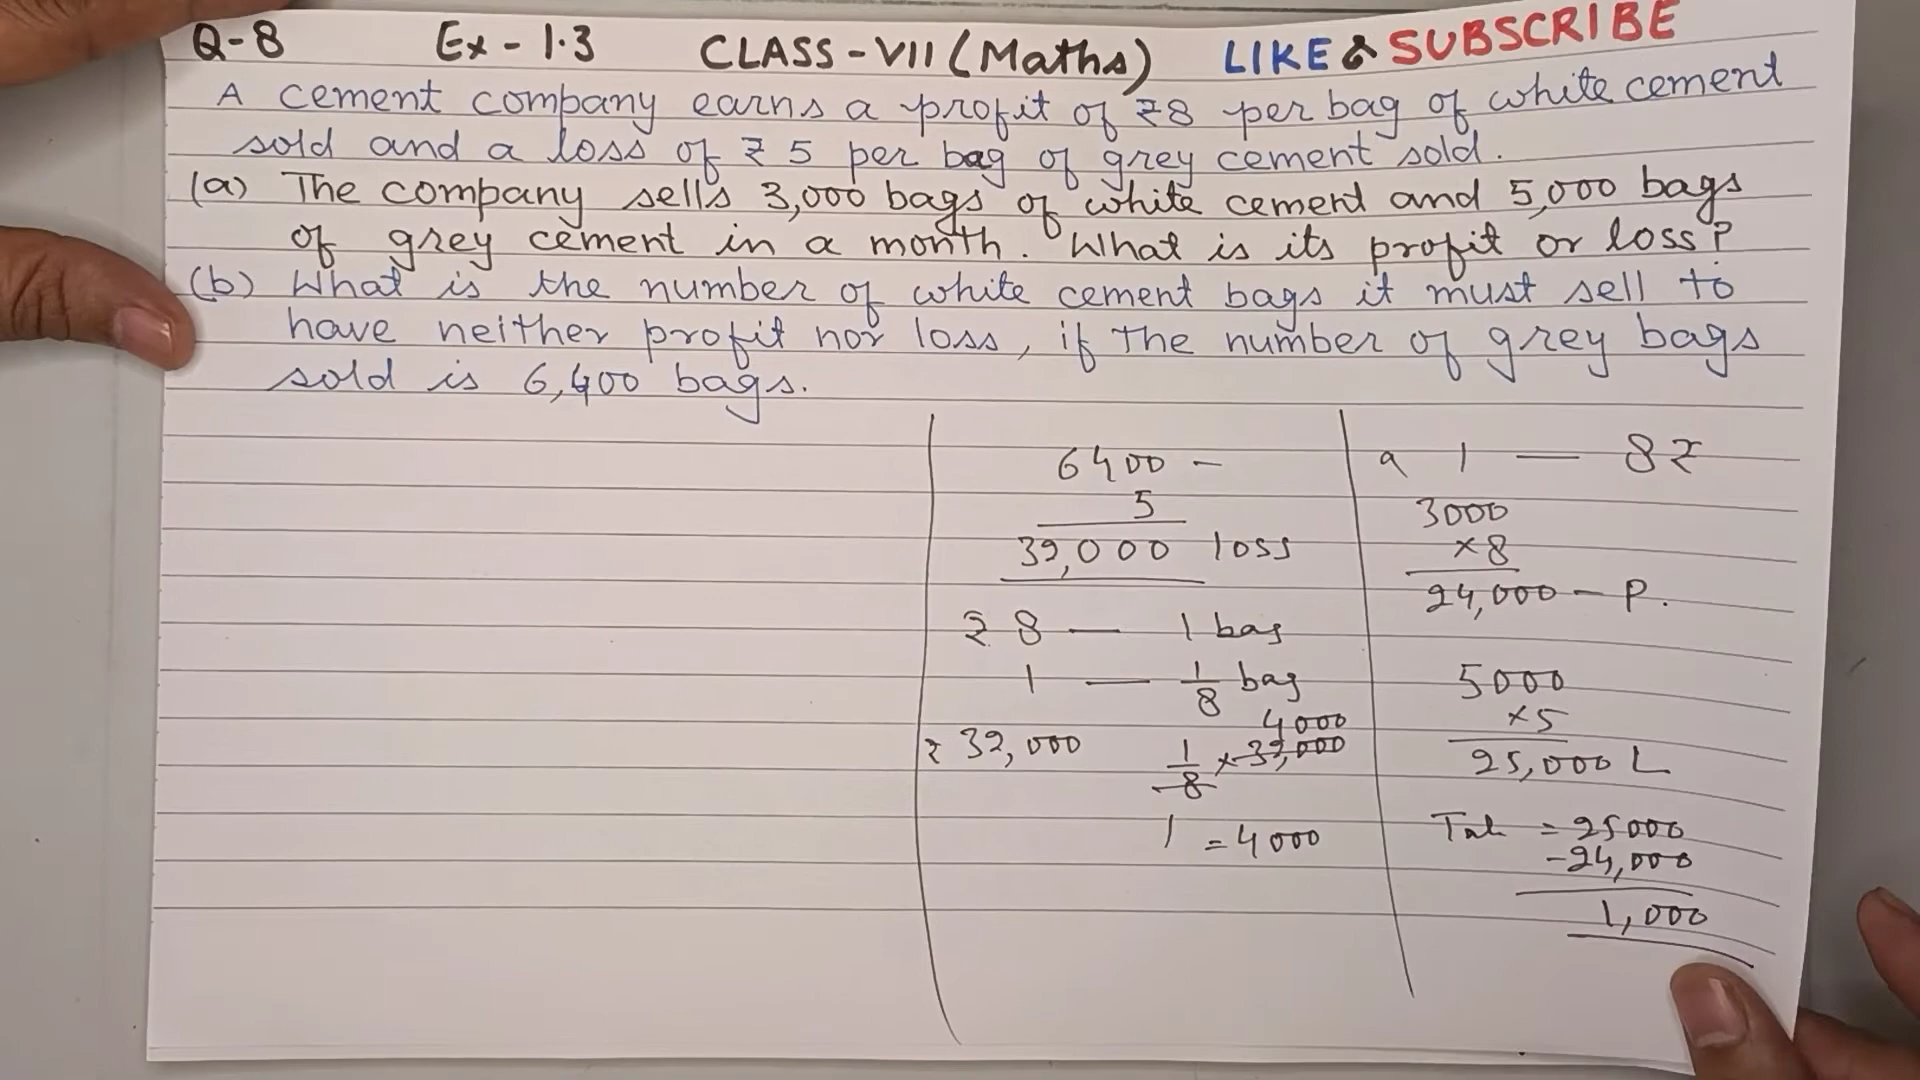 Q-8 Ex-1.3 CLASS-VII (Maths) LIKE & SUBSCRIBE
A cement company earns a profit of ₹8 per bag of white cement
sold and a loss of ₹5 per bag of grey cement sold.
(a) The company sells 3,000 bags of white cement and 5,000 bags
of grey cement in a month. What is its profit or loss?
(b) What is the number of white cement bags it must sell to
have neither profit nor loss, if the number of grey bags
sold is 6,400 bags.
6400 -
5
32,000 loss
₹ 8 — 1 bag
1 — 1/8 bag
4000
₹ 32,000 1/8 × 32,000
1 = 4000
a 1 — 8₹
3000
×8
24,000 - P.
5000
×5
25,000 L
= 25000
-24,000
1,000